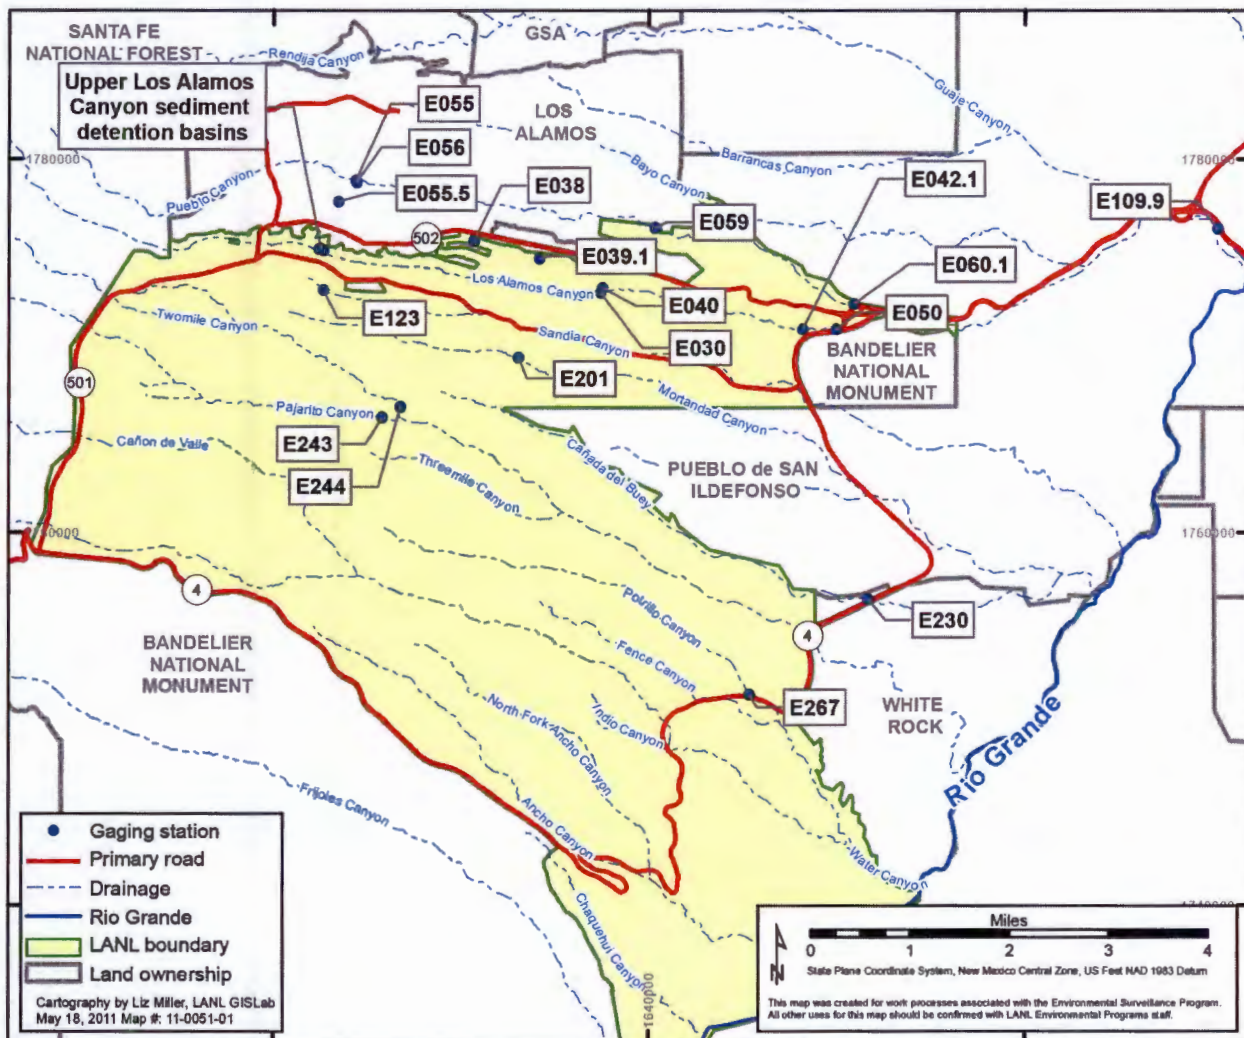 SANTA FE
NATIONAL FOREST
GSA
Rendija Canyon
Upper Los Alamos
Canyon sediment
detention basins
E055
LOS
ALAMOS
Guaje Canyon
E056
1780000
Barrancas Canyon
Bayo Canyon
1780000
E042.1
Pueblo Canyon
E055.5
E038
E109.9
E059
502
E039.1
E060.1
Los Alamos Canyon
E040
E123
E050
Twomile Canyon
Sandia Canyon
E030
BANDELIER
NATIONAL
MONUMENT
E201
501
Mortandad Canyon
Pajarito Canyon
E243
Cañon de Valle
Threemile Canyon
Cañada del Buey
PUEBLO de SAN
ILDEFONSO
E244
1760000
4
Potrillo Canyon
E230
4
BANDELIER
NATIONAL
MONUMENT
Fence Canyon
E267
WHITE
ROCK
North Fork Ancho Canyon
Indio Canyon
Rio Grande
Frijoles Canyon
Ancho Canyon
Water Canyon
Chaquehui Canyon
1640000
Gaging station
Primary road
Drainage
Rio Grande
LANL boundary
Land ownership
Cartography by Liz Miller, LANL GISLab
May 18, 2011 Map #: 11-0051-01
Miles
0 1 2 3 4
N
State Plane Coordinate System, New Mexico Central Zone, US Feet NAD 1983 Datum
This map was created for work processes associated with the Environmental Surveillance Program.
All other uses for this map should be confirmed with LANL Environmental Programs staff.